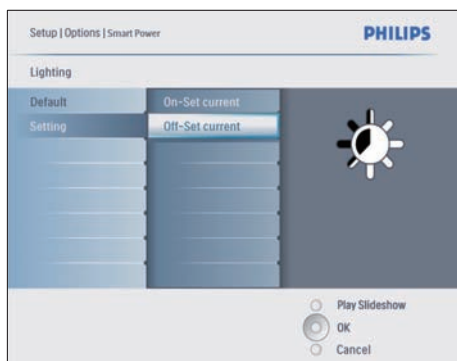 Setup | Options | Smart Power
PHILIPS
Lighting
Default
On-Set current
Setting
Off-Set current
Play Slideshow
OK
Cancel